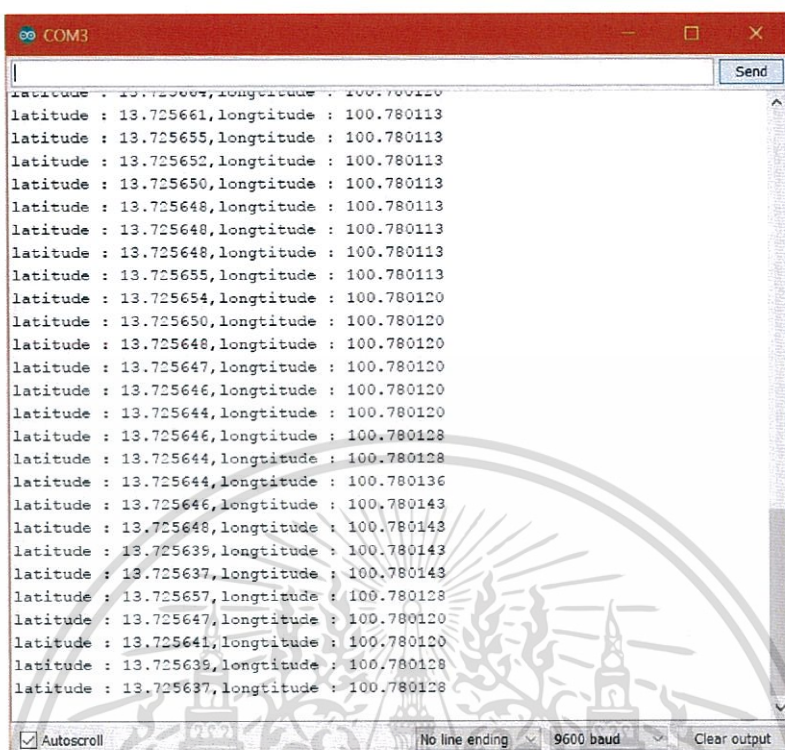 COM3
Send
latitude : 13.725661,longtitude : 100.780113
latitude : 13.725655,longtitude : 100.780113
latitude : 13.725652,longtitude : 100.780113
latitude : 13.725650,longtitude : 100.780113
latitude : 13.725648,longtitude : 100.780113
latitude : 13.725648,longtitude : 100.780113
latitude : 13.725648,longtitude : 100.780113
latitude : 13.725655,longtitude : 100.780113
latitude : 13.725654,longtitude : 100.780120
latitude : 13.725650,longtitude : 100.780120
latitude : 13.725648,longtitude : 100.780120
latitude : 13.725647,longtitude : 100.780120
latitude : 13.725646,longtitude : 100.780120
latitude : 13.725644,longtitude : 100.780120
latitude : 13.725646,longtitude : 100.780128
latitude : 13.725644,longtitude : 100.780128
latitude : 13.725644,longtitude : 100.780136
latitude : 13.725646,longtitude : 100.780143
latitude : 13.725648,longtitude : 100.780143
latitude : 13.725639,longtitude : 100.780143
latitude : 13.725637,longtitude : 100.780143
latitude : 13.725657,longtitude : 100.780128
latitude : 13.725647,longtitude : 100.780120
latitude : 13.725641,longtitude : 100.780120
latitude : 13.725639,longtitude : 100.780128
latitude : 13.725637,longtitude : 100.780128
Autoscroll No line ending 9600 baud Clear output